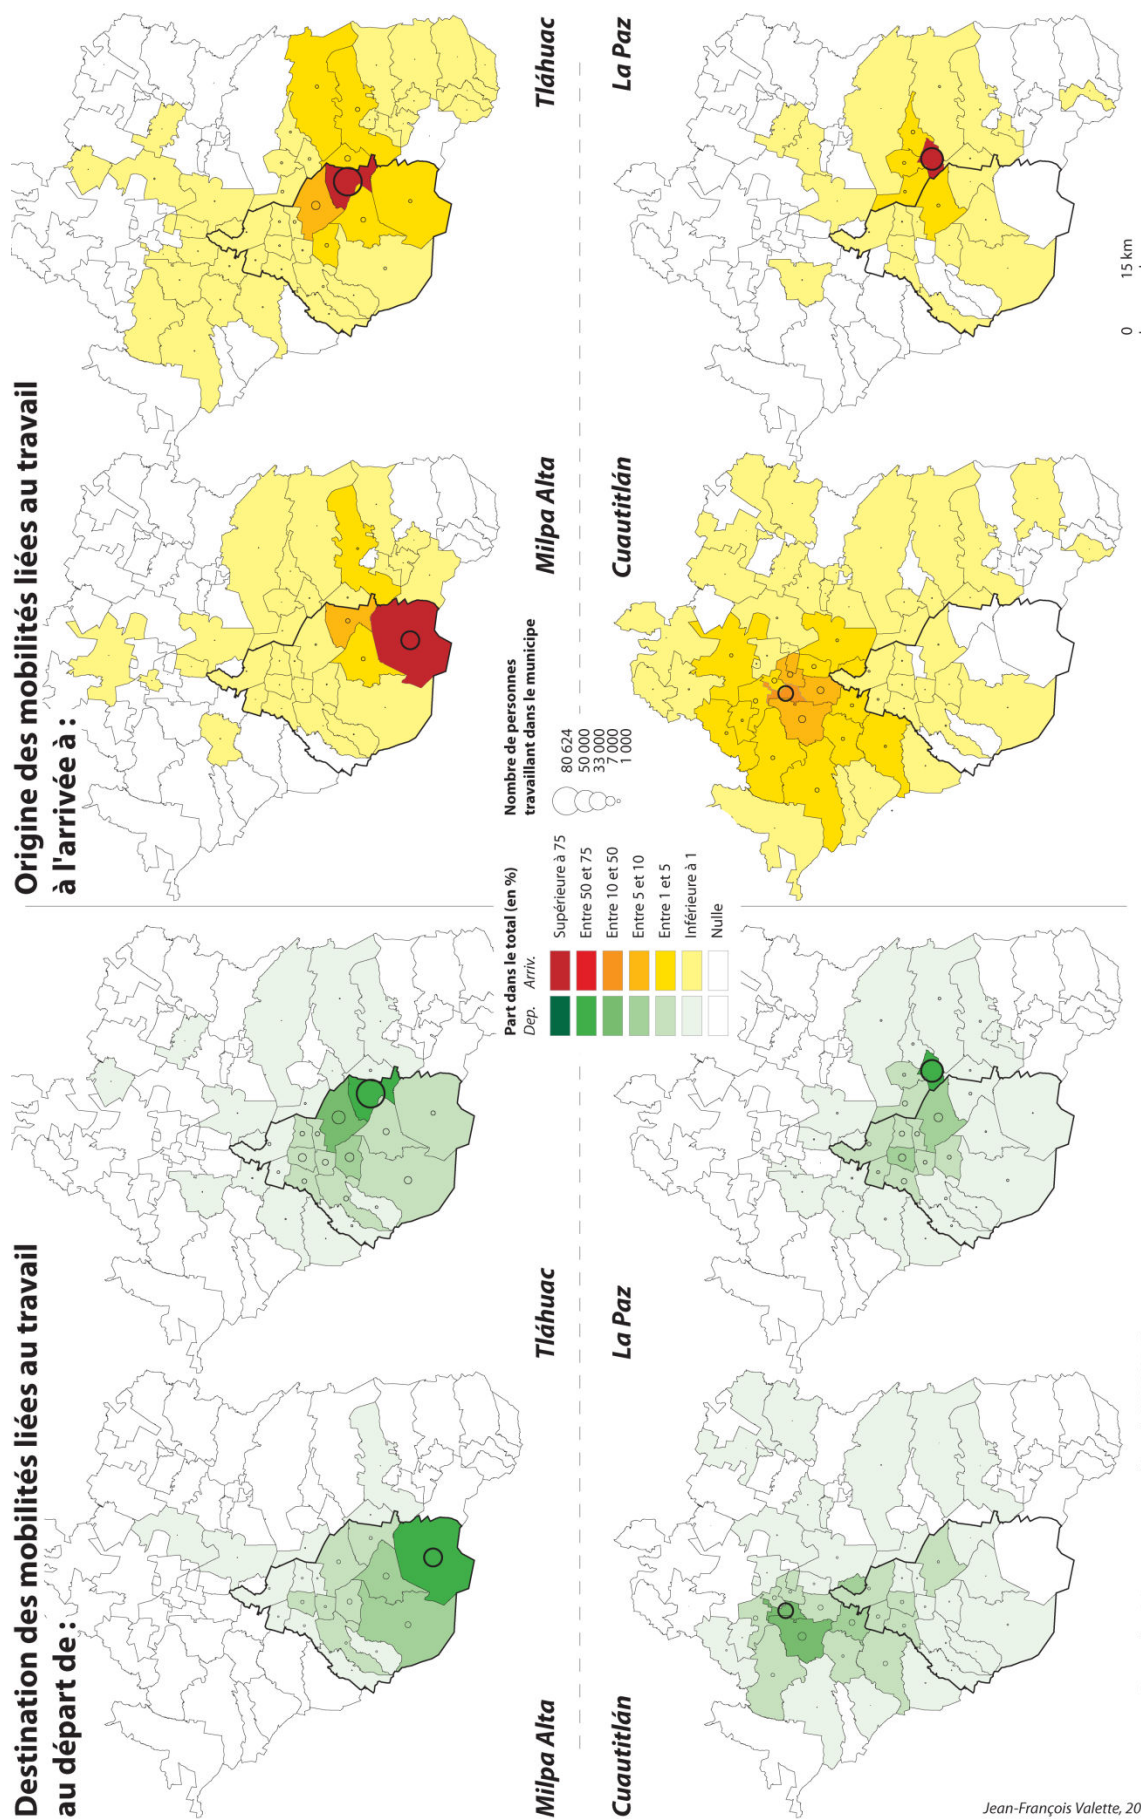 Destination des mobilités liées au travail
au départ de :
Origine des mobilités liées au travail
à l'arrivée à :
Milpa Alta
Tláhuac
Milpa Alta
Tláhuac
Part dans le total (en %)
Dep. Arriv.
Supérieure à 75
Entre 50 et 75
Entre 10 et 50
Entre 5 et 10
Entre 1 et 5
Inférieure à 1
Nulle
Nombre de personnes
travaillant dans le municipe
80 624
50 000
33 000
7 000
1 000
Cuautitlán
La Paz
Cuautitlán
La Paz
0 15 km
Jean-François Valette, 20